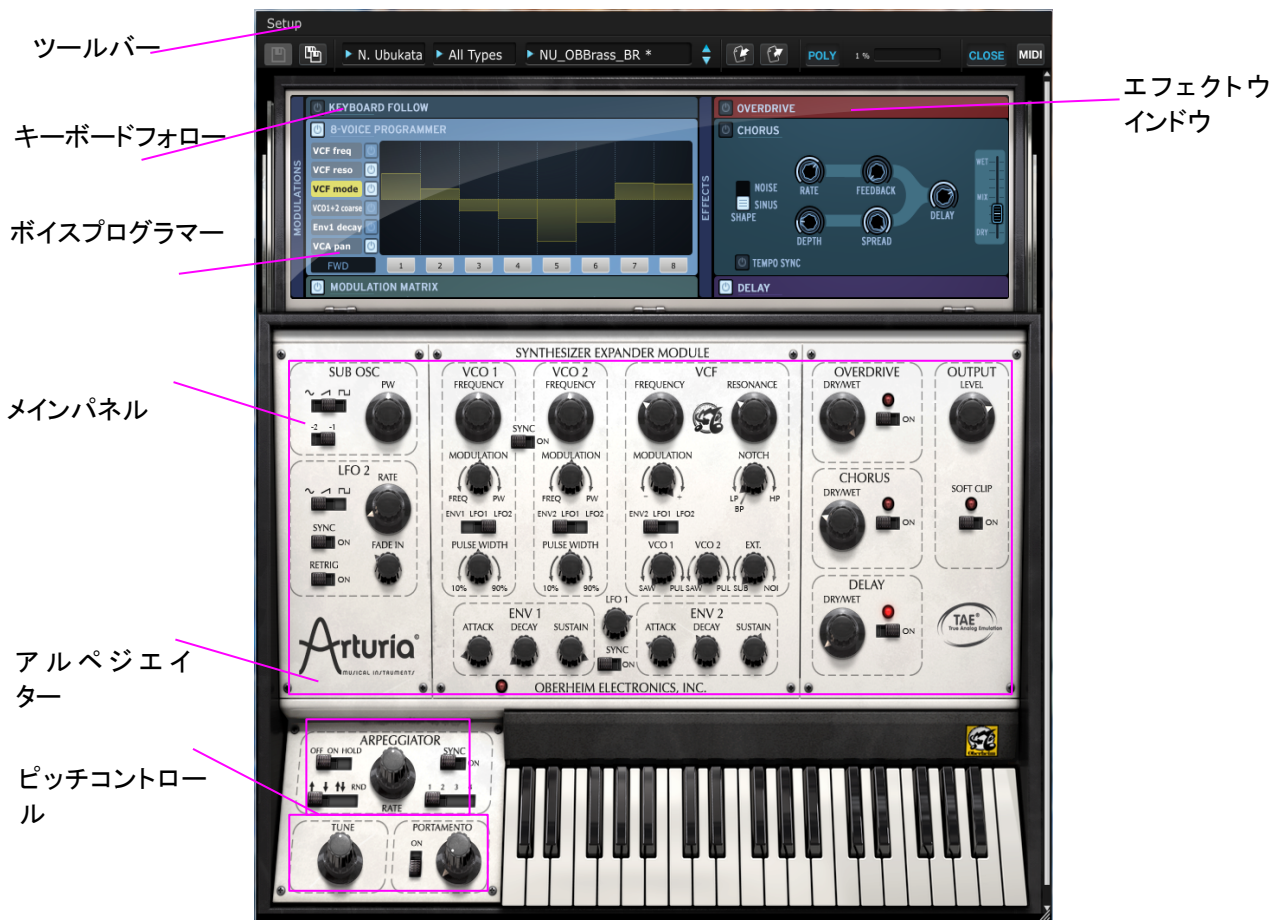 Setup
ツールバー
N. Ubukata
All Types
NU_OBBrass_BR *
POLY
1 %
CLOSE
MIDI
エフェクトウ
インドウ
キーボードフォロー
ボイスプログラマー
メインパネル
アルペジエイ
ター
ピッチコントロー
ル
MODULATIONS
KEYBOARD FOLLOW
8-VOICE PROGRAMMER
VCF freq
VCF reso
VCF mode
VCO1+2 coarse
Env1 decay
VCA pan
FWD
1 2 3 4 5 6 7 8
MODULATION MATRIX
EFFECTS
OVERDRIVE
CHORUS
NOISE
SINUS
SHAPE
RATE
FEEDBACK
DEPTH
SPREAD
DELAY
WET
MIX
DRY
TEMPO SYNC
DELAY
SYNTHESIZER EXPANDER MODULE
SUB OSC
PW
-2 -1
LFO 2
RATE
SYNC
ON
FADE IN
RETRIG
ON
Arturia
MUSICAL INSTRUMENTS
VCO 1
FREQUENCY
SYNC
ON
MODULATION
FREQ PW
ENV1 LFO1 LFO2
PULSE WIDTH
10% 90%
VCO 2
FREQUENCY
MODULATION
FREQ PW
ENV2 LFO1 LFO2
PULSE WIDTH
10% 90%
VCF
FREQUENCY
RESONANCE
MODULATION
- +
NOTCH
LP HP
BP
ENV2 LFO1 LFO2
VCO 1 VCO 2 EXT.
SAW PUL SAW PUL SUB NOI
ENV 1
ATTACK DECAY SUSTAIN
LFO 1
SYNC
ON
ENV 2
ATTACK DECAY SUSTAIN
OBERHEIM ELECTRONICS, INC.
OVERDRIVE
DRY/WET
ON
CHORUS
DRY/WET
ON
DELAY
DRY/WET
ON
OUTPUT
LEVEL
SOFT CLIP
ON
TAE®
True Analog Emulation
ARPEGGIATOR
OFF ON HOLD
SYNC
ON
RND
RATE
1 2 3 4
TUNE
PORTAMENTO
ON